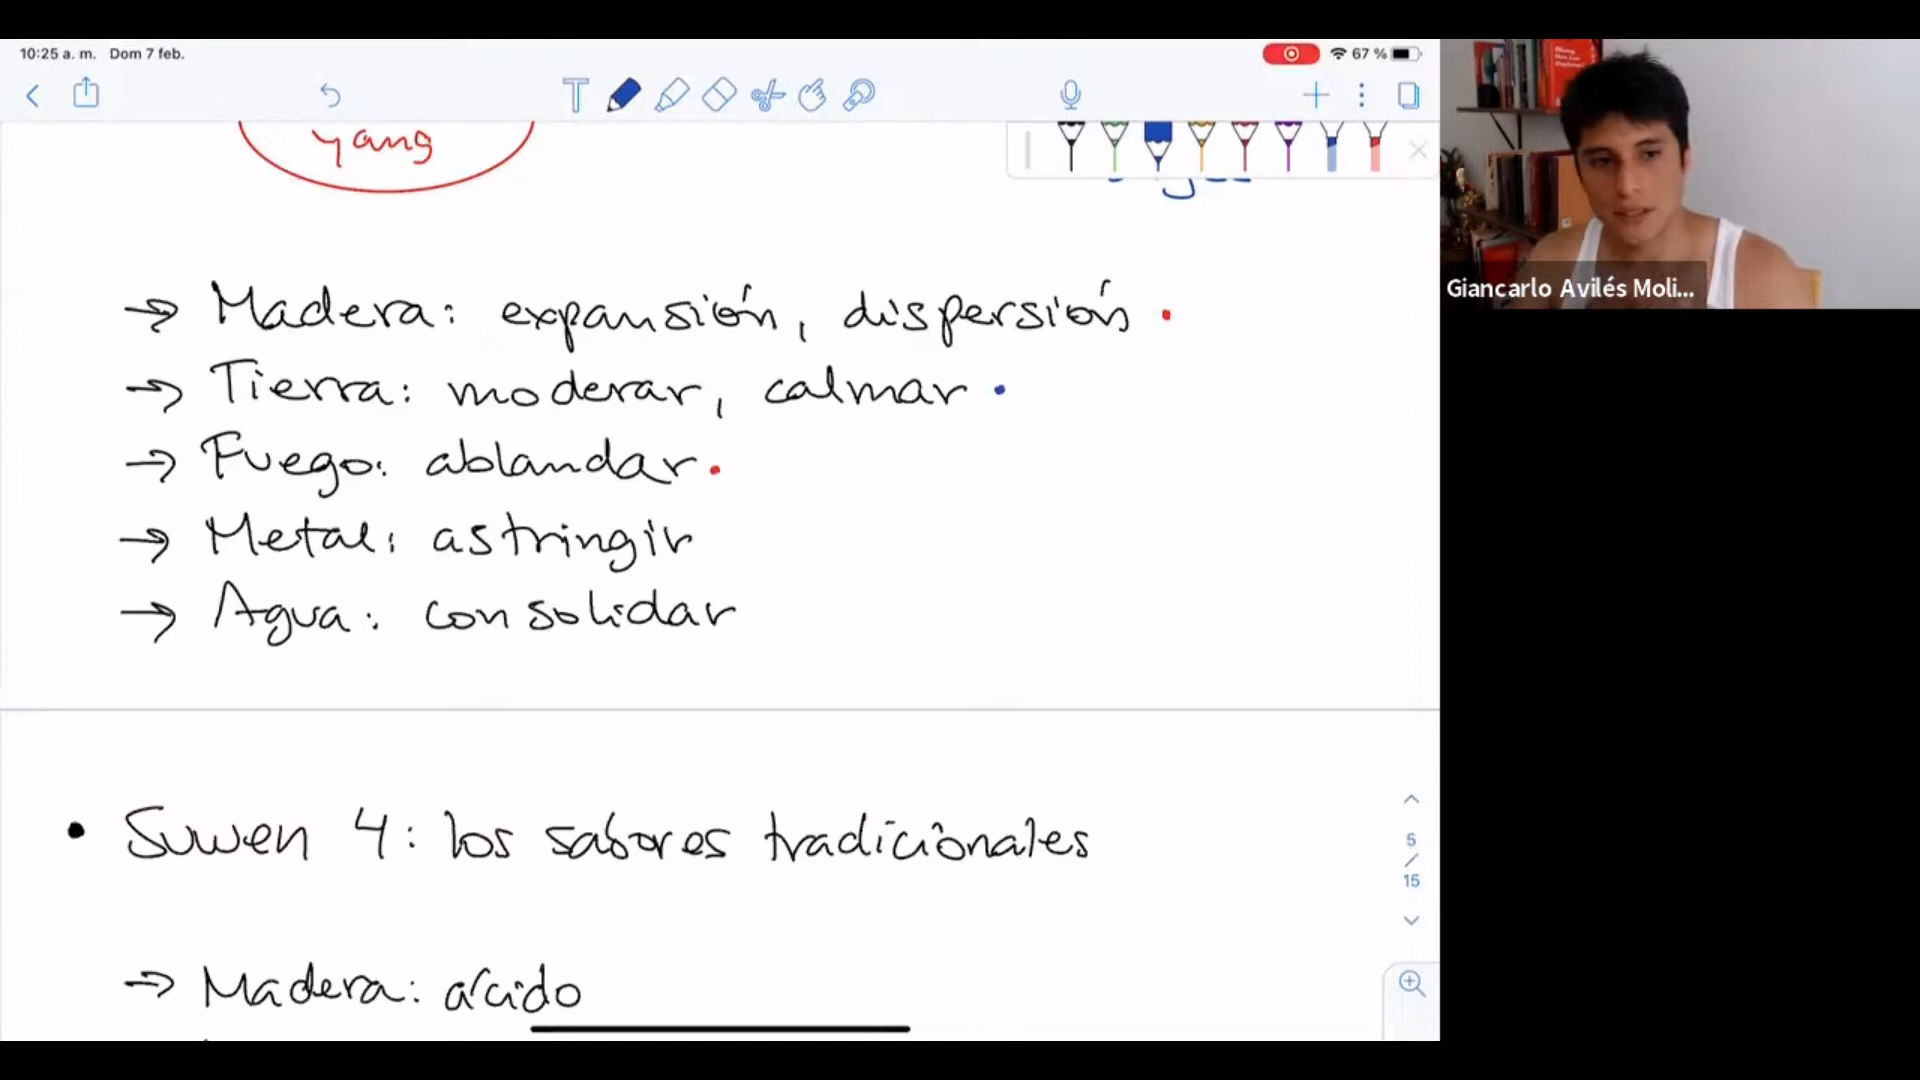 10:25 a. m. Dom 7 feb.
67 %
yang
→ Madera: expansión, dispersión
→ Tierra: moderar, calmar
→ Fuego: ablandar
→ Metal: astringir
→ Agua: consolidar
• Suwen 4: los sabores tradicionales
→ Madera: ácido
5
/
15
Giancarlo Avilés Moli...